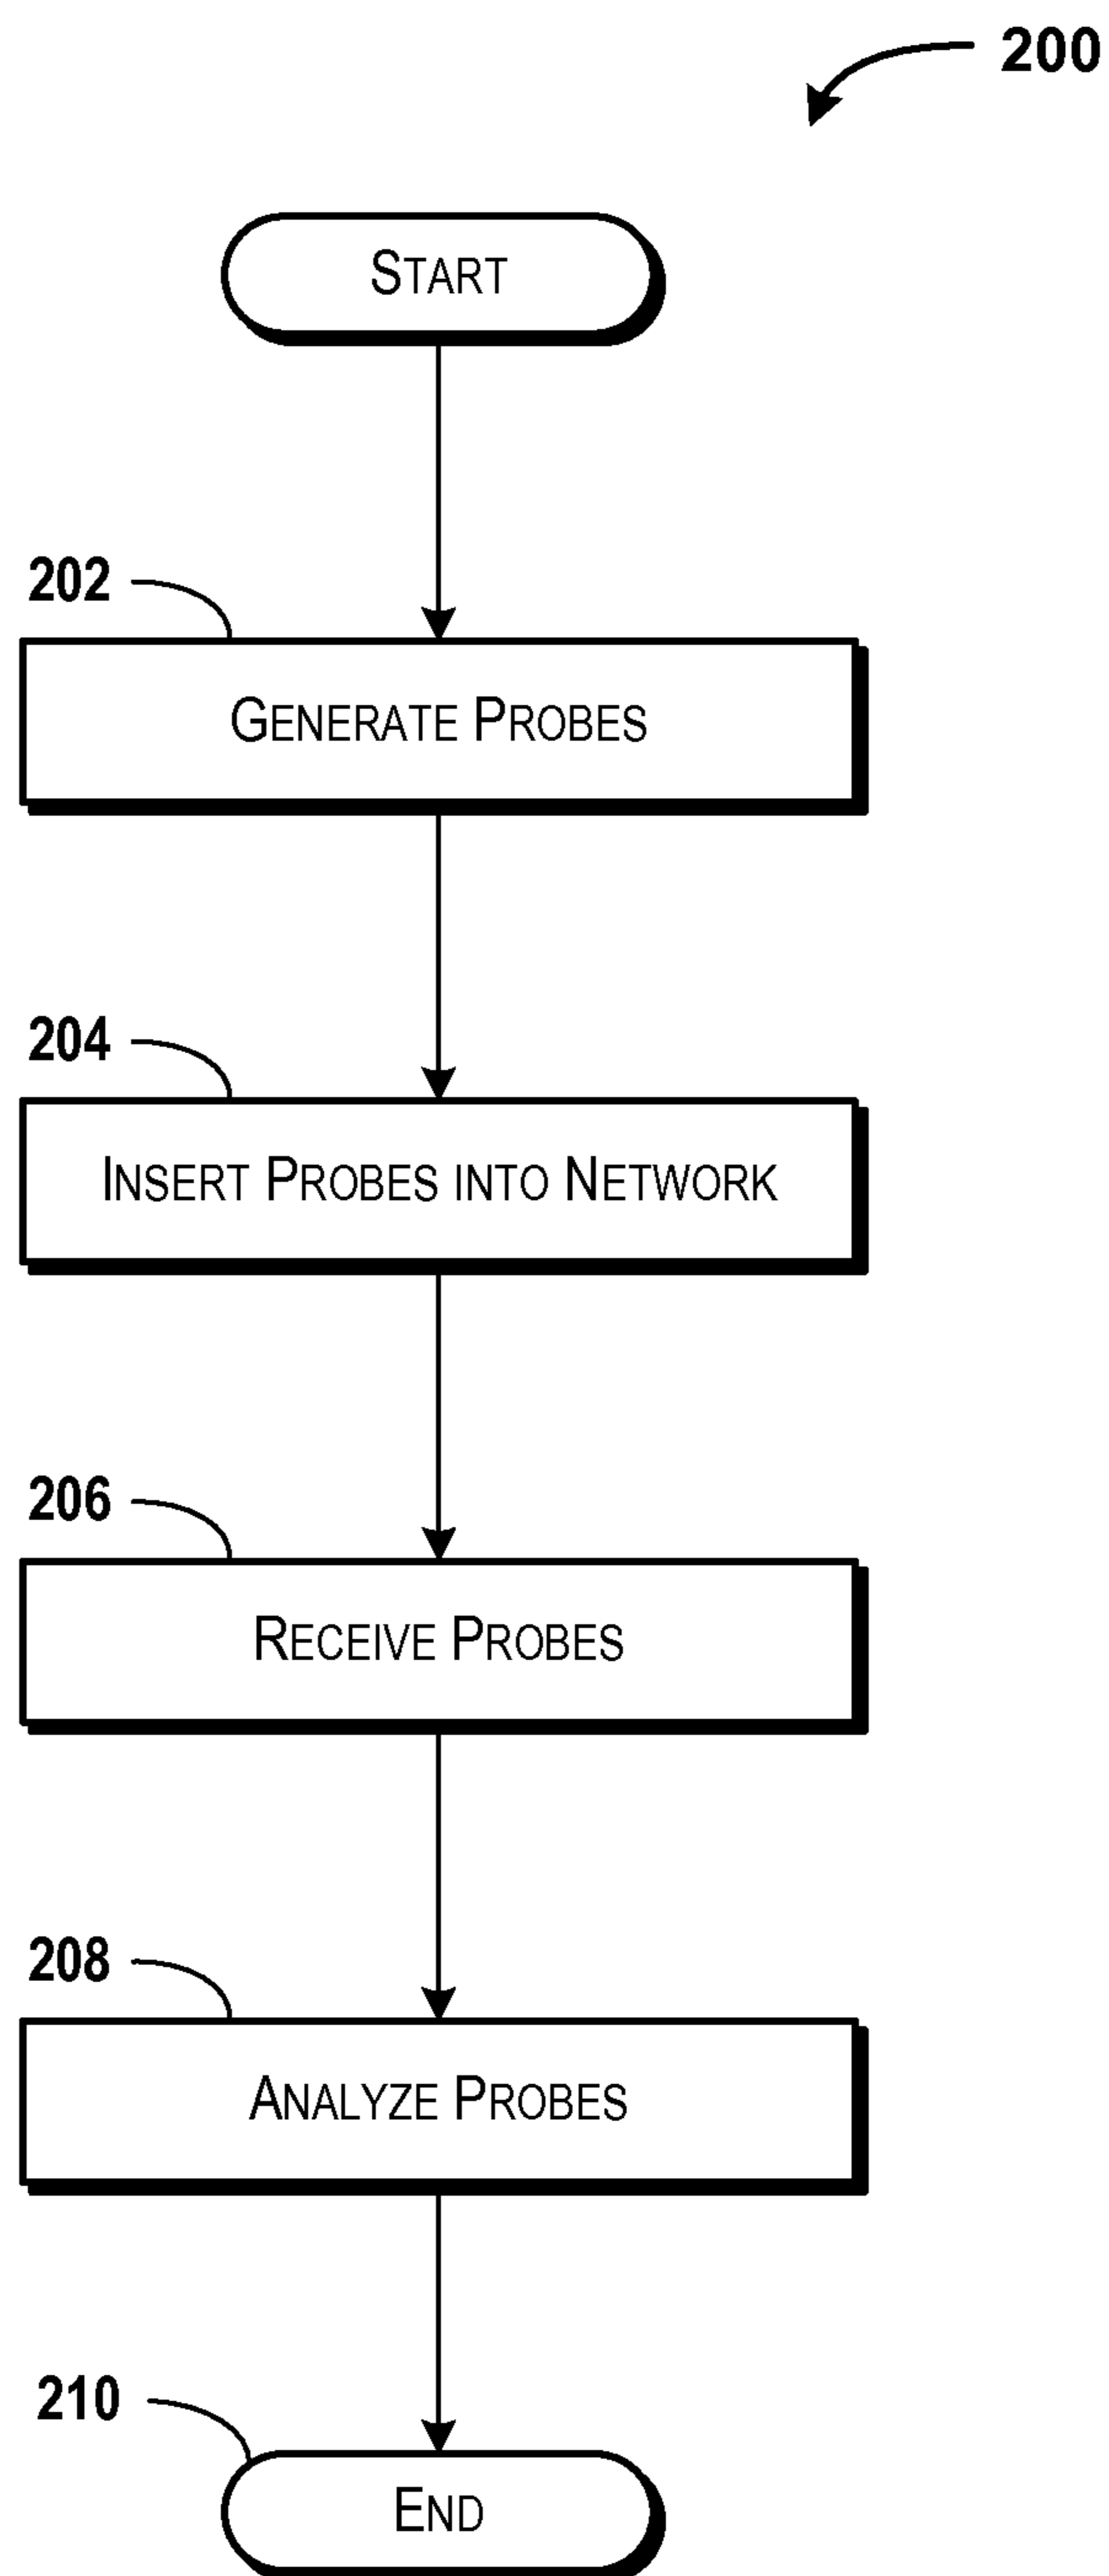 200
START
202
GENERATE PROBES
204
INSERT PROBES INTO NETWORK
206
RECEIVE PROBES
208
ANALYZE PROBES
210
END